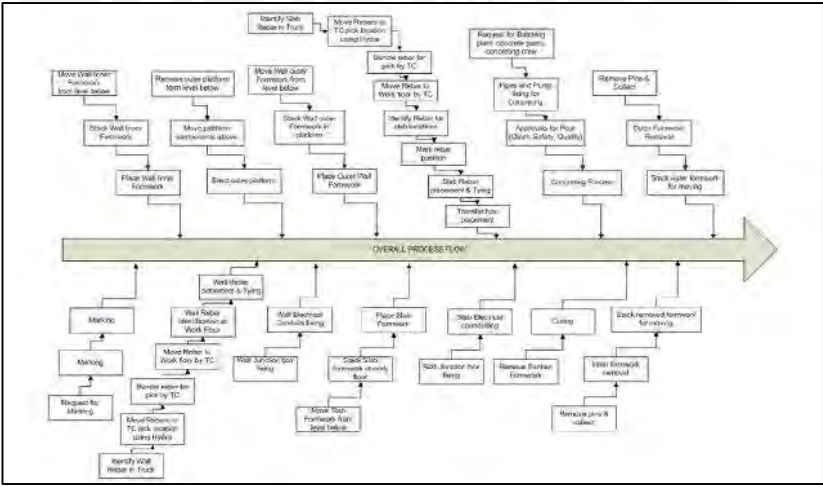 Identify Slab
Rebar in Truck
Move Rebars to
TC pick location
using Hydra
Bundle rebar for
pick by TC
Move Rebar to
Work floor by TC
Identify Rebar for
slab locations
Mark rebar
position
Slab Rebar
placement & Tying
Transfer box
placement
Request for Batching
plant, concrete pump,
concreting crew
Pipes and Pump
fixing for
Concreting
Approvals for Pour
(Client, Safety, Quality)
Concreting Process
Remove Pins &
Collect
Outer Formwork
Removal
Stack outer formwork
for moving
Move Wall Inner
Formwork
from level below
Stack Wall Inner
Formwork
Place Wall Inner
Formwork
Remove outer platform
form level below
Move platform
components above
Erect outer platform
Move Wall outer
Formwork from
level below
Stack Wall outer
Formwork in
platform
Place Outer Wall
Formwork
OVERALL PROCESS FLOW
Marking
Marking
Request for
Marking
Wall Rebar
placement & Tying
Wall Rebar
identification at
Work Floor
Move Rebar to
Work floor by TC
Bundle rebar for
pick by TC
Move Rebars to
TC pick location
using Hydra
Identify Wall
Rebar in Truck
Wall Electrical
Conduits fixing
Wall Junction box
fixing
Place Slab
Formwork
Stack Slab
formwork at work
floor
Move Slab
Formwork from
level below
Slab Electrical
conduiting
Slab Junction box
fixing
Curing
Remove
Formwork
Stack removed formwork
for moving
Inner formwork
removal
Remove pins &
collect